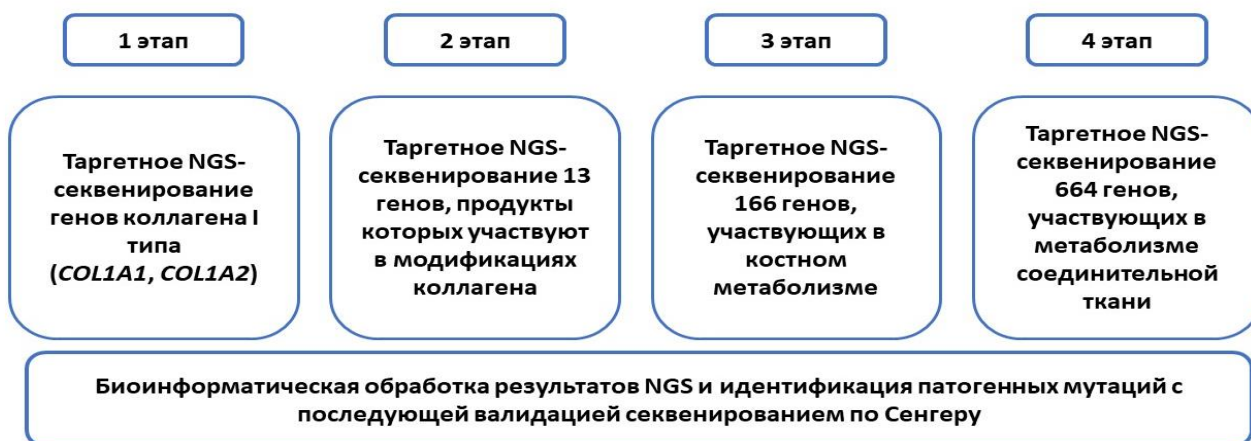 1 этап
2 этап
3 этап
4 этап
Таргетное NGS-
секвенирование
генов коллагена I
типа
(COL1A1, COL1A2)
Таргетное NGS-
секвенирование 13
генов, продукты
которых участвуют
в модификациях
коллагена
Таргетное NGS-
секвенирование
166 генов,
участвующих в
костном
метаболизме
Таргетное NGS-
секвенирование
664 генов,
участвующих в
метаболизме
соединительной
ткани
Биоинформатическая обработка результатов NGS и идентификация патогенных мутаций с
последующей валидацией секвенированием по Сенгеру